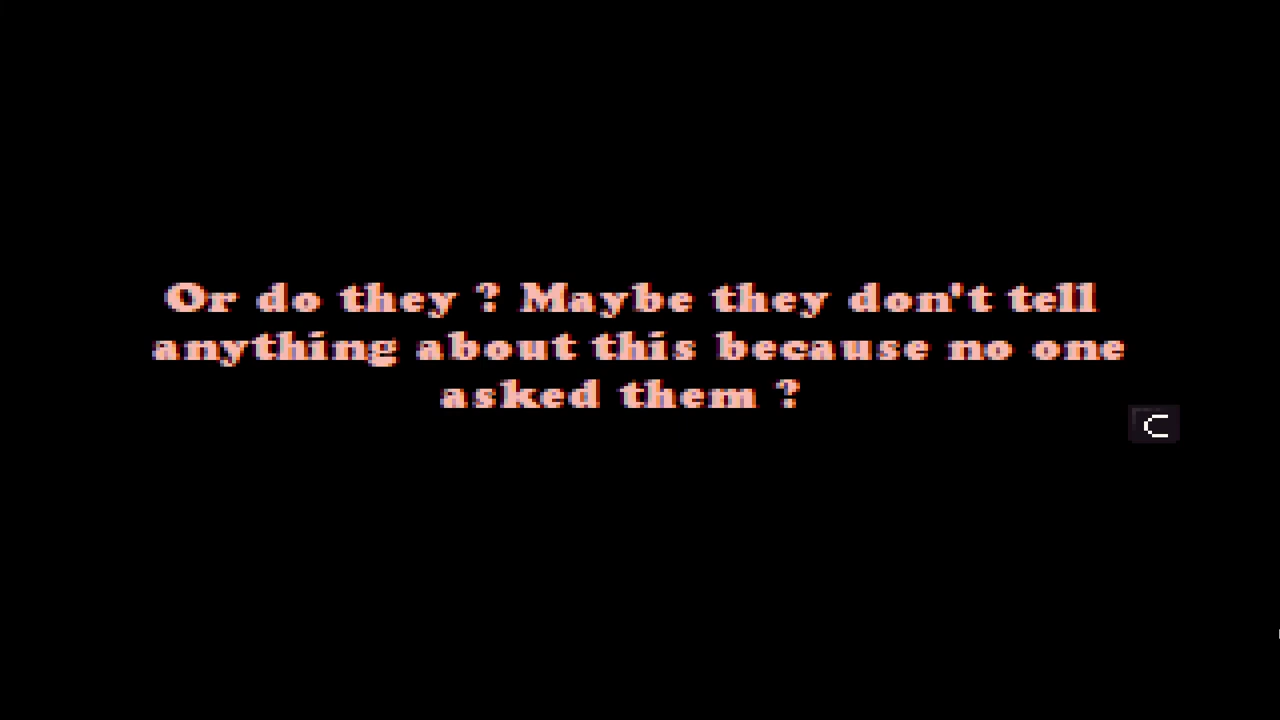 Or do they ? Maybe they don't tell
anything about this because no one
asked them ?
C